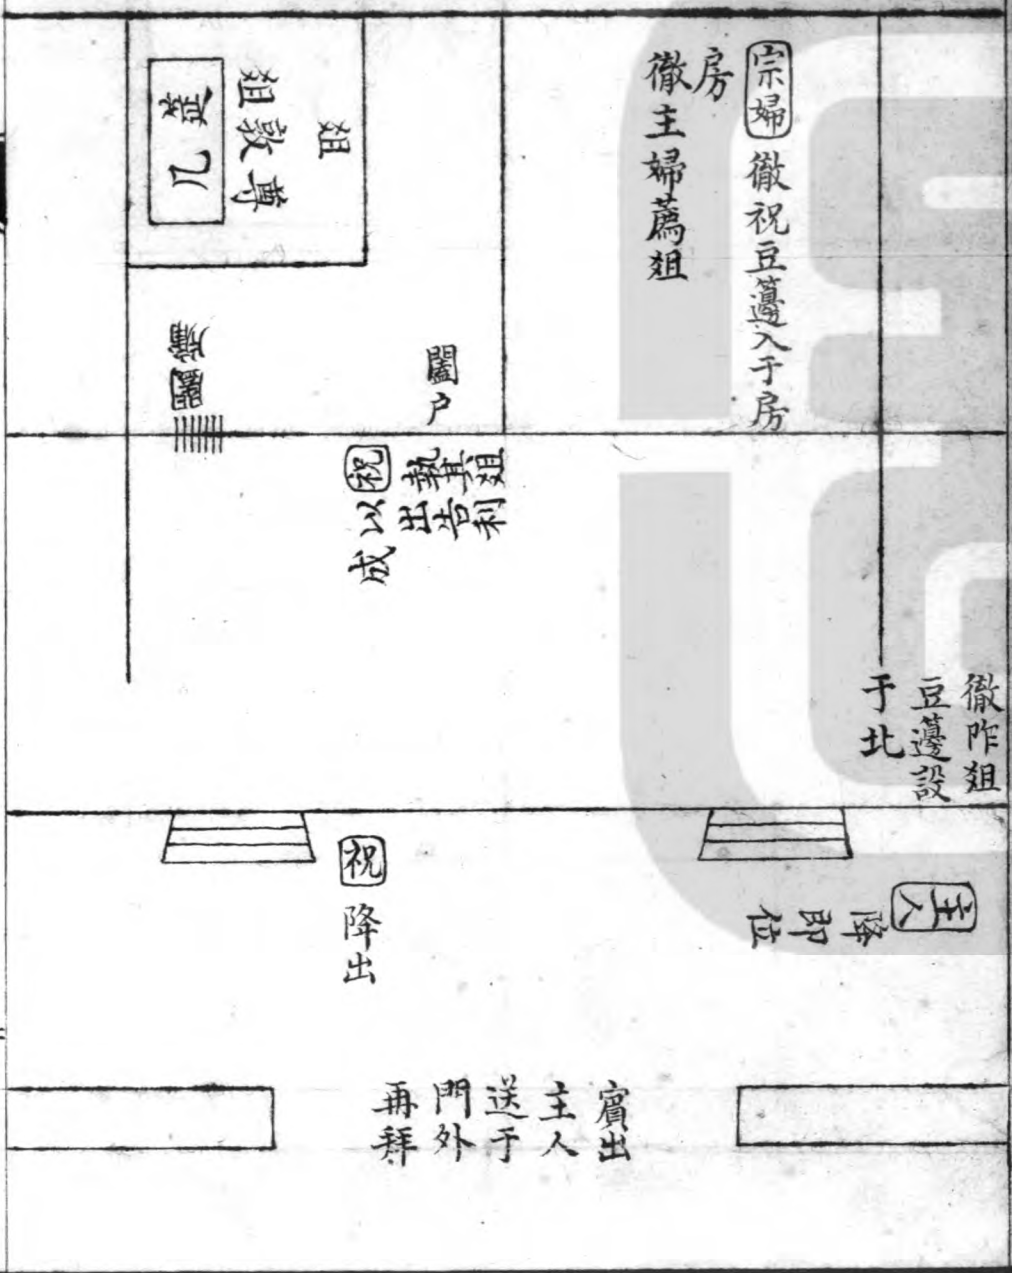 宗婦徹祝豆籩入于房
房
徹主婦薦俎
俎
俎敦尊
筵
几
闔牖
闔户
祝執其俎
以出告利
成
徹阼俎
豆籩設
于北
祝降出
主人
降即位
賓出
主人
送于
門外
再拜